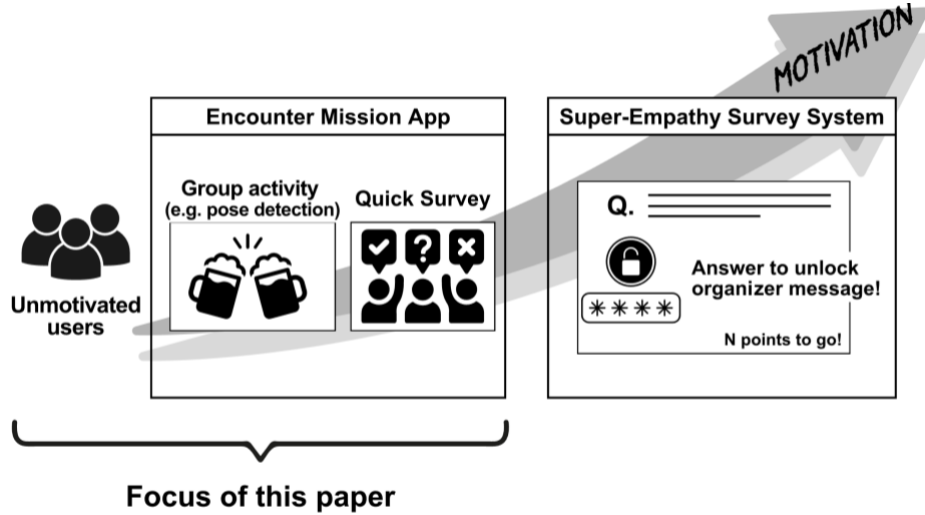 MOTIVATION
Encounter Mission App
Super-Empathy Survey System
Group activity
(e.g. pose detection)
Quick Survey
?
Unmotivated
users
Q.
Answer to unlock
organizer message!
✳✳✳✳
N points to go!
Focus of this paper